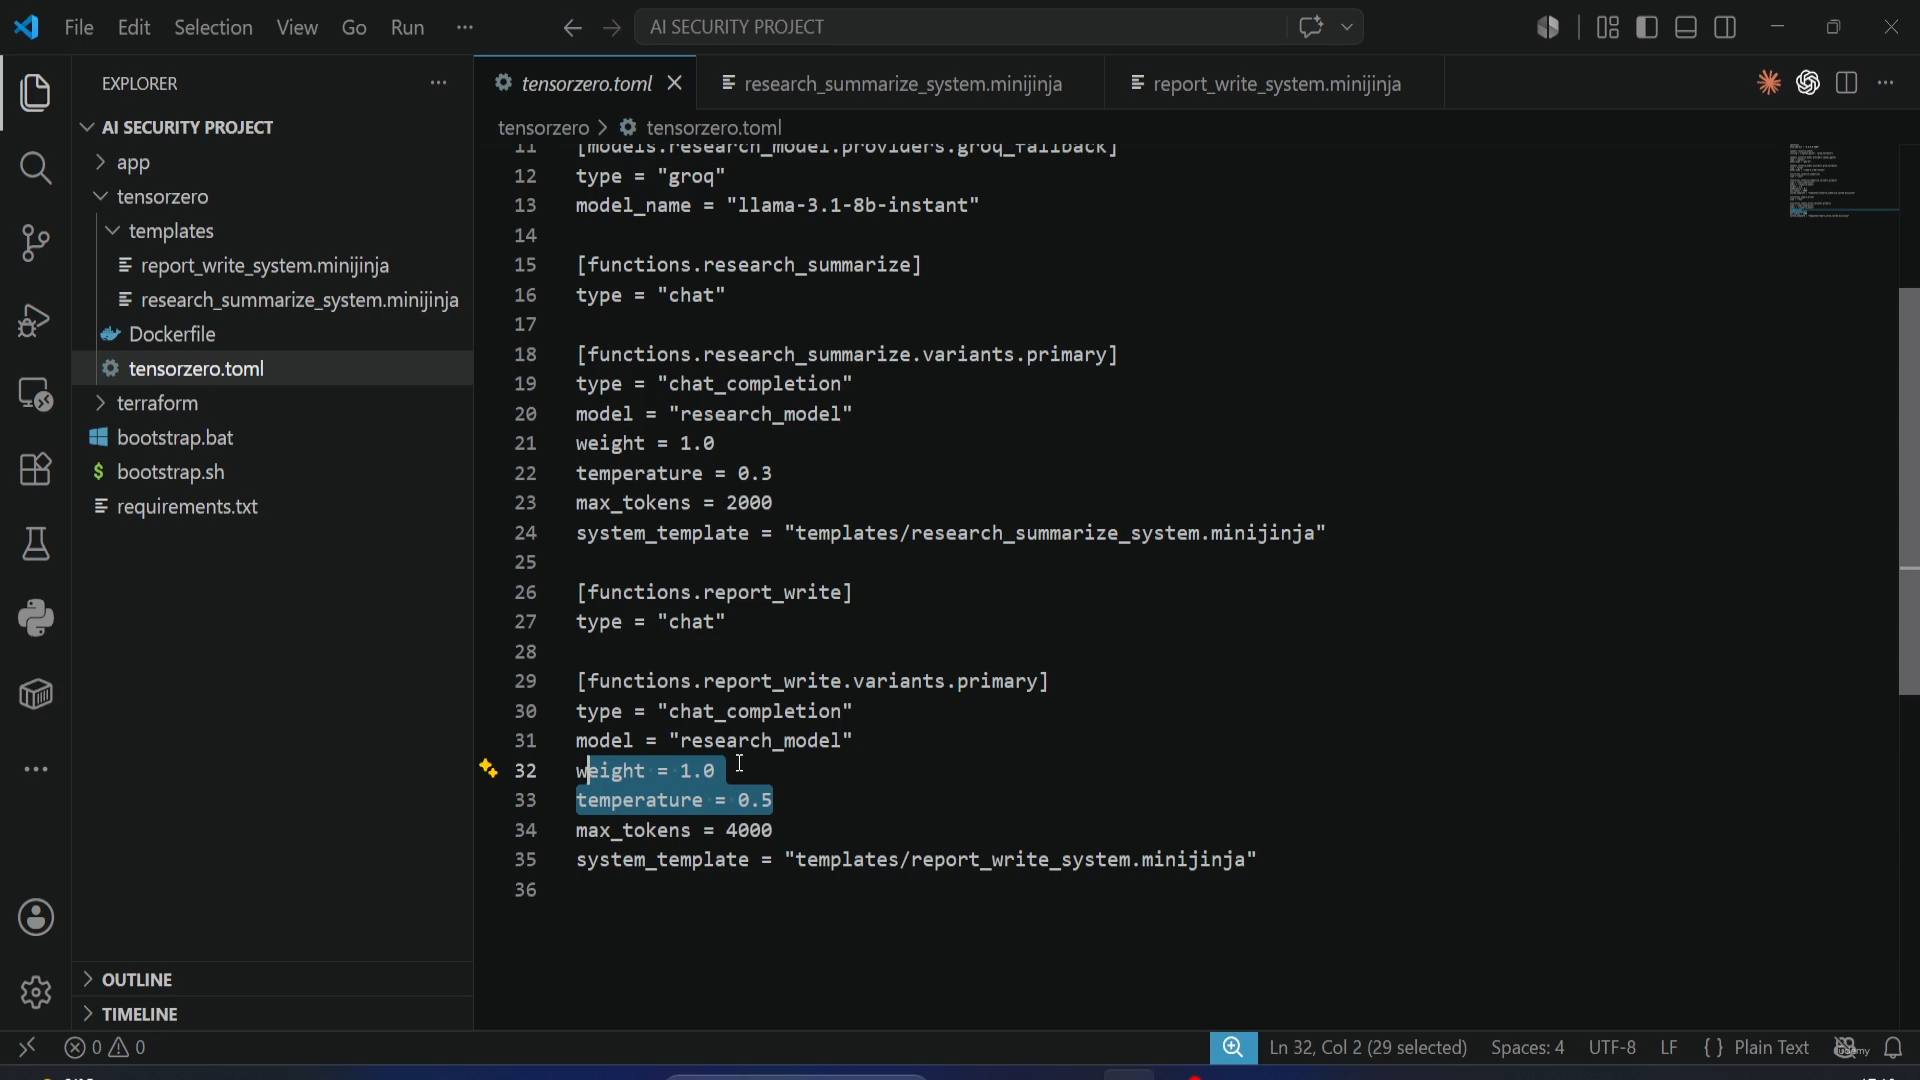 File Edit Selection View Go Run
AI SECURITY PROJECT
EXPLORER
AI SECURITY PROJECT
app
tensorzero
templates
report_write_system.minijinja
research_summarize_system.minijinja
Dockerfile
tensorzero.toml
terraform
bootstrap.bat
$ bootstrap.sh
requirements.txt
OUTLINE
TIMELINE
tensorzero.toml
research_summarize_system.minijinja
report_write_system.minijinja
tensorzero > tensorzero.toml
11 [models.research_model.providers.groq_fallback]
12 type = "groq"
13 model_name = "llama-3.1-8b-instant"
14
15 [functions.research_summarize]
16 type = "chat"
17
18 [functions.research_summarize.variants.primary]
19 type = "chat_completion"
20 model = "research_model"
21 weight = 1.0
22 temperature = 0.3
23 max_tokens = 2000
24 system_template = "templates/research_summarize_system.minijinja"
25
26 [functions.report_write]
27 type = "chat"
28
29 [functions.report_write.variants.primary]
30 type = "chat_completion"
31 model = "research_model"
32 weight = 1.0
33 temperature = 0.5
34 max_tokens = 4000
35 system_template = "templates/report_write_system.minijinja"
36
0 0
Ln 32, Col 2 (29 selected) Spaces: 4 UTF-8 LF { } Plain Text
udemy